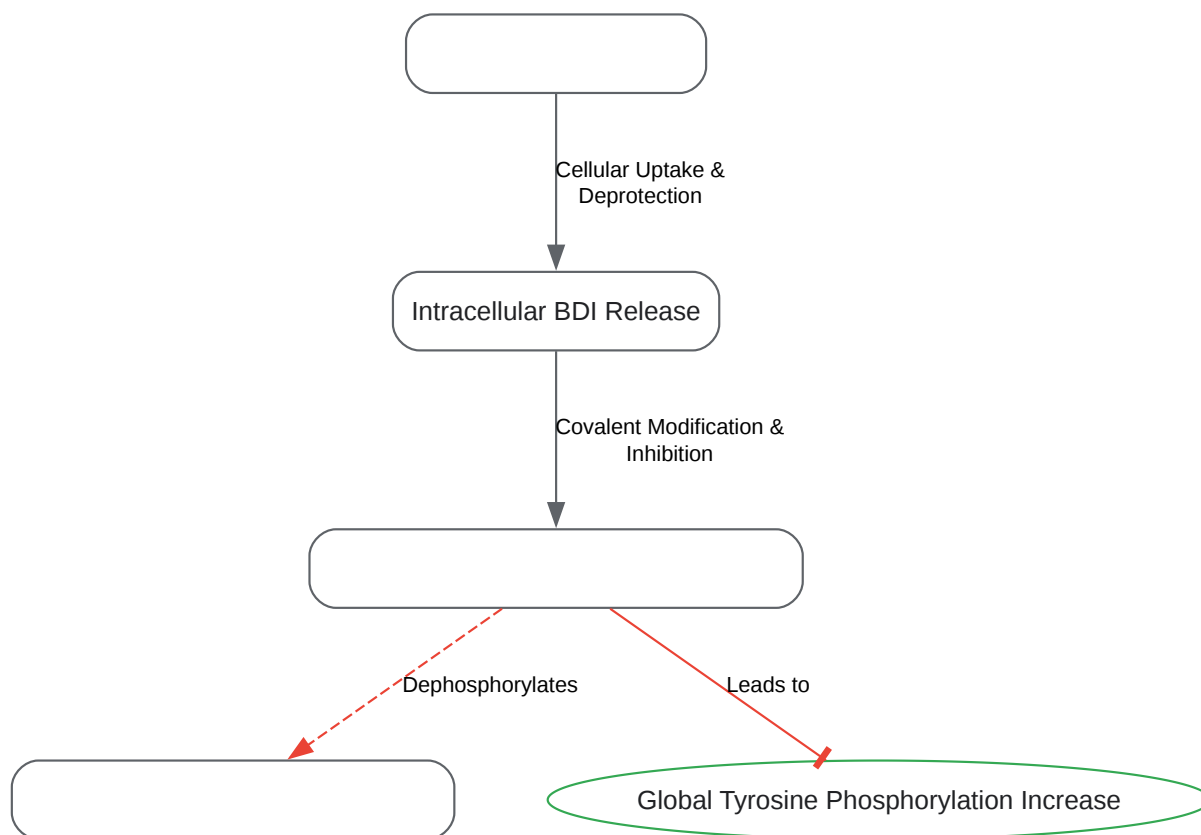 Cellular Uptake &
Deprotection
Intracellular BDI Release
Covalent Modification &
Inhibition
Dephosphorylates
Leads to
Global Tyrosine Phosphorylation Increase